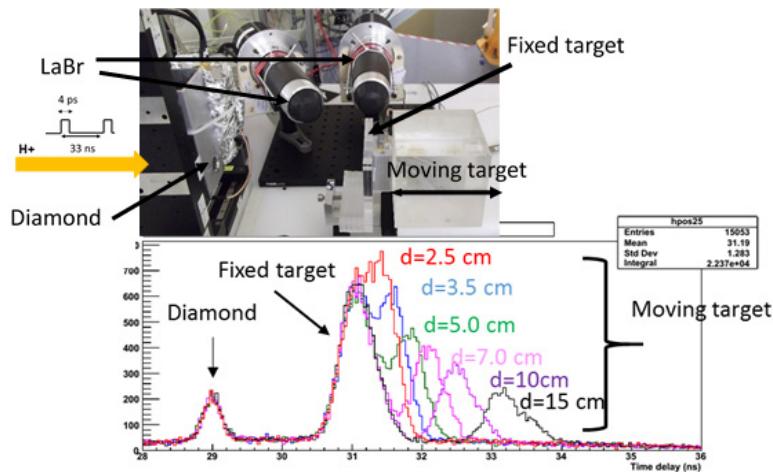 LaBr
Fixed target
4 ps
33 ns
H+
Moving target
Diamond
hpos25
Entries 15053
Mean 31.19
Std Dev 1.283
Integral 2.237e+04
Fixed target
Diamond
d=2.5 cm
d=3.5 cm
d=5.0 cm
d=7.0 cm
d=10cm
d=15 cm
Moving target
700
600
500
400
300
200
100
0
28 29 30 31 32 33 34 35 36
Time delay (ns)